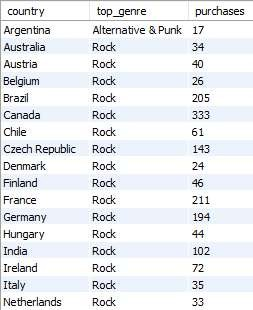 country top_genre purchases
Argentina Alternative & Punk 17
Australia Rock 34
Austria Rock 40
Belgium Rock 26
Brazil Rock 205
Canada Rock 333
Chile Rock 61
Czech Republic Rock 143
Denmark Rock 24
Finland Rock 46
France Rock 211
Germany Rock 194
Hungary Rock 44
India Rock 102
Ireland Rock 72
Italy Rock 35
Netherlands Rock 33